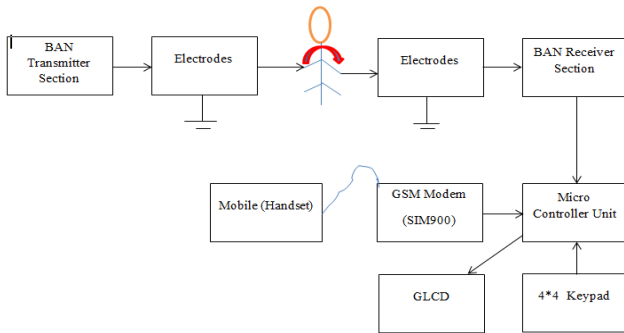 BAN
Transmitter
Section
Electrodes
Electrodes
BAN Receiver
Section
Mobile (Handset)
GSM Modem
(SIM900)
Micro
Controller Unit
GLCD
4*4 Keypad